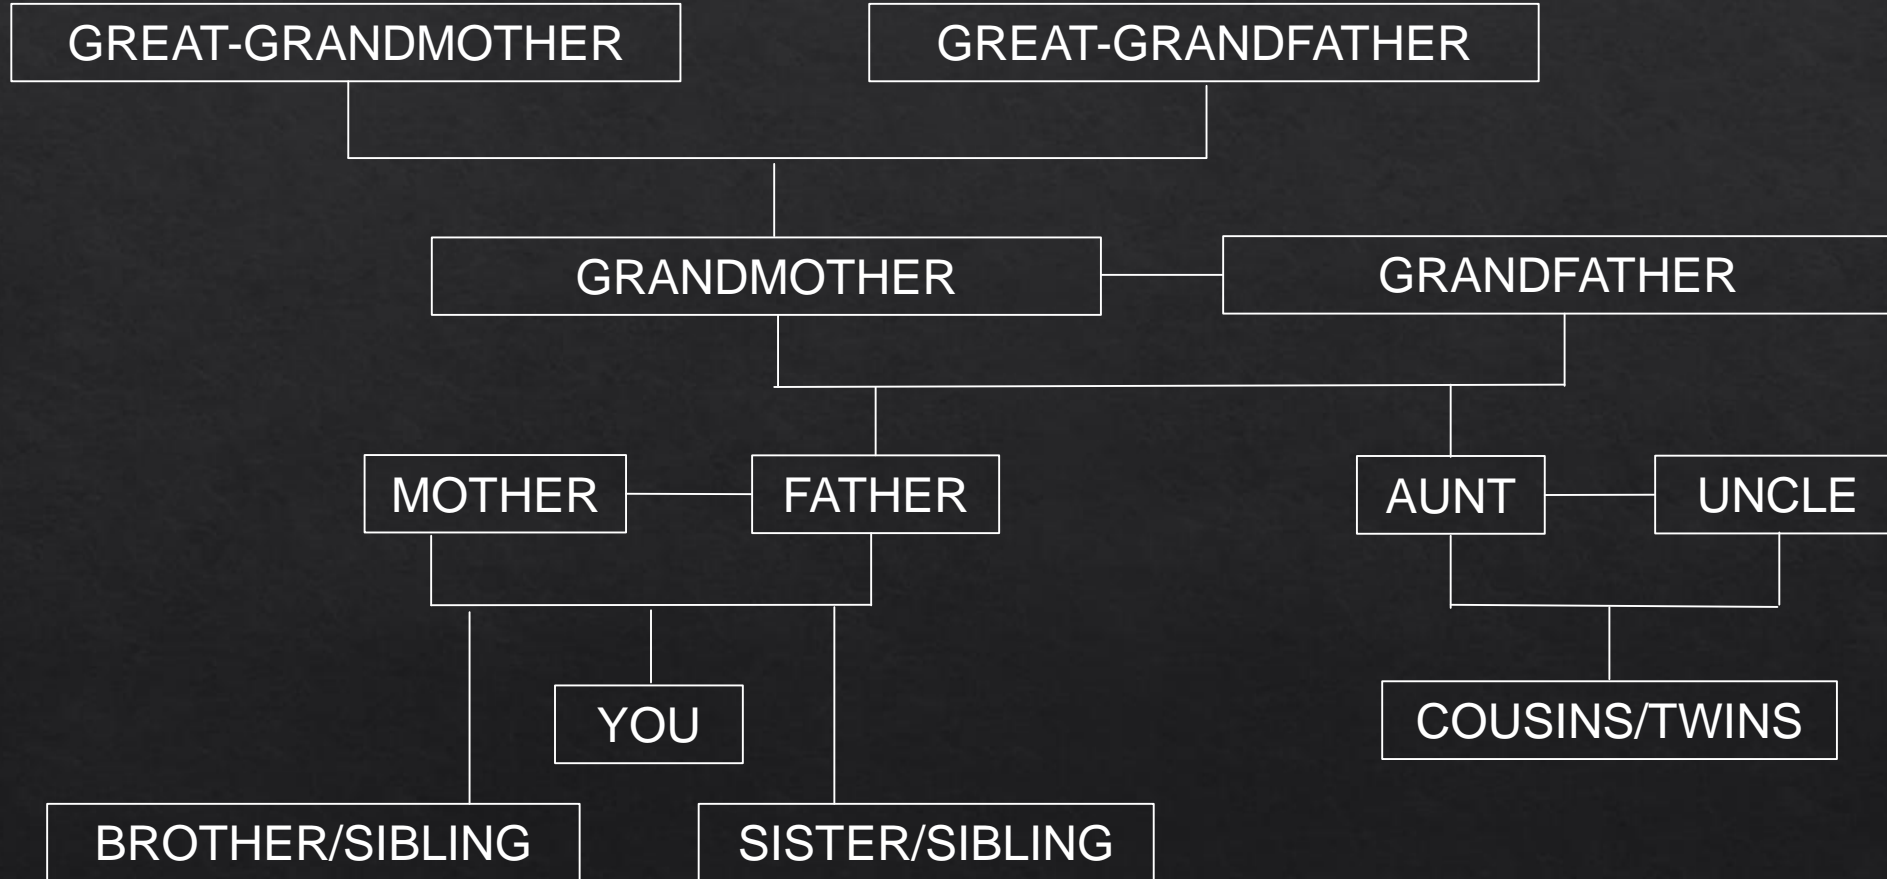 GREAT-GRANDMOTHER
GREAT-GRANDFATHER
GRANDMOTHER
GRANDFATHER
MOTHER
FATHER
AUNT
UNCLE
YOU
COUSINS/TWINS
BROTHER/SIBLING
SISTER/SIBLING